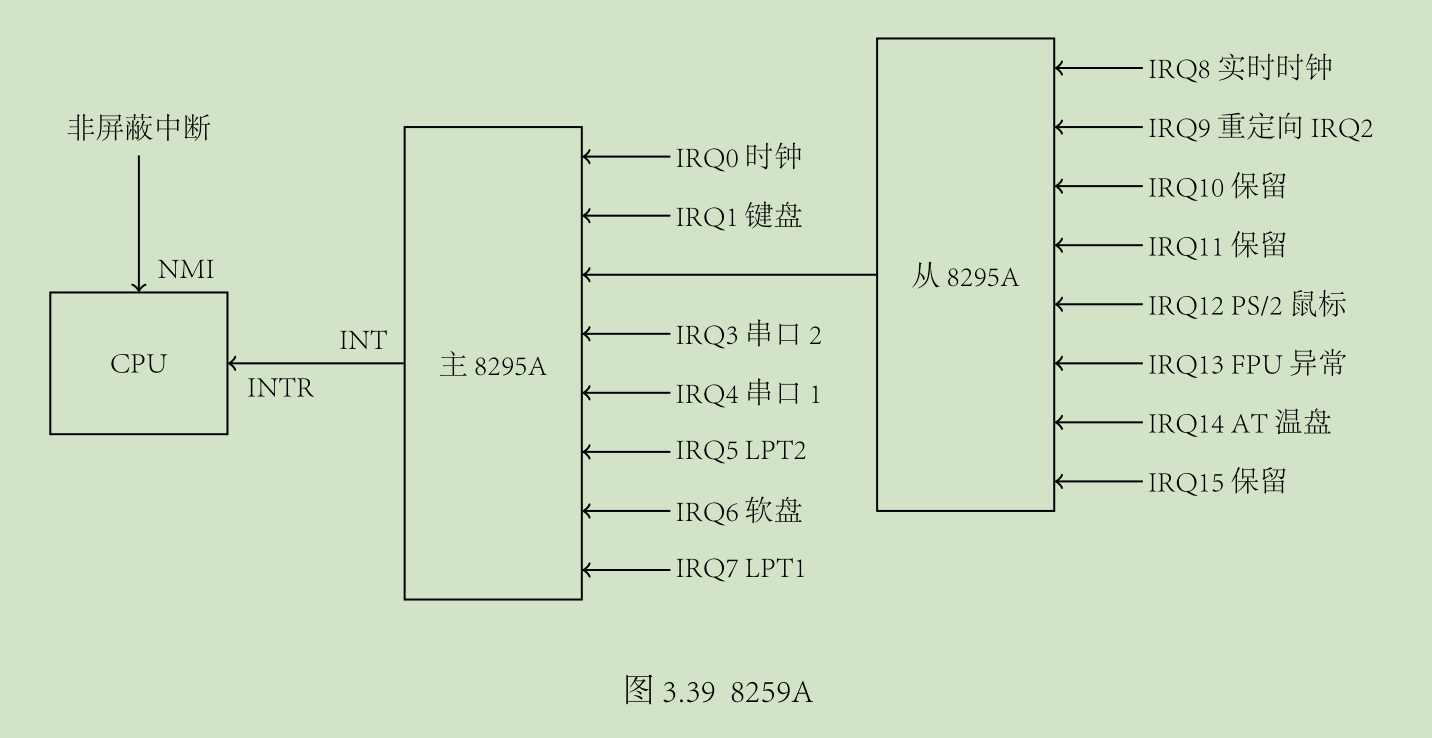 非屏蔽中断
NMI
CPU
INT
INTR
主 8295A
IRQ0 时钟
IRQ1 键盘
IRQ3 串口 2
IRQ4 串口 1
IRQ5 LPT2
IRQ6 软盘
IRQ7 LPT1
从 8295A
IRQ8 实时时钟
IRQ9 重定向 IRQ2
IRQ10 保留
IRQ11 保留
IRQ12 PS/2 鼠标
IRQ13 FPU 异常
IRQ14 AT 温盘
IRQ15 保留
图 3.39 8259A